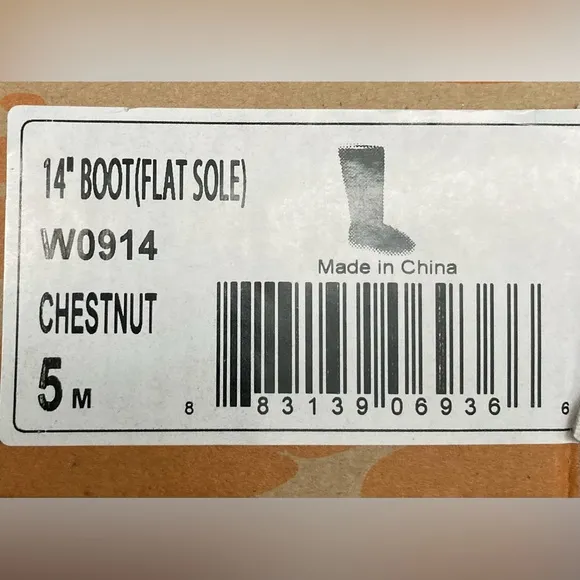 14" BOOT(FLAT SOLE)
W0914
Made in China
CHESTNUT
5 M
8 83139 06936 6